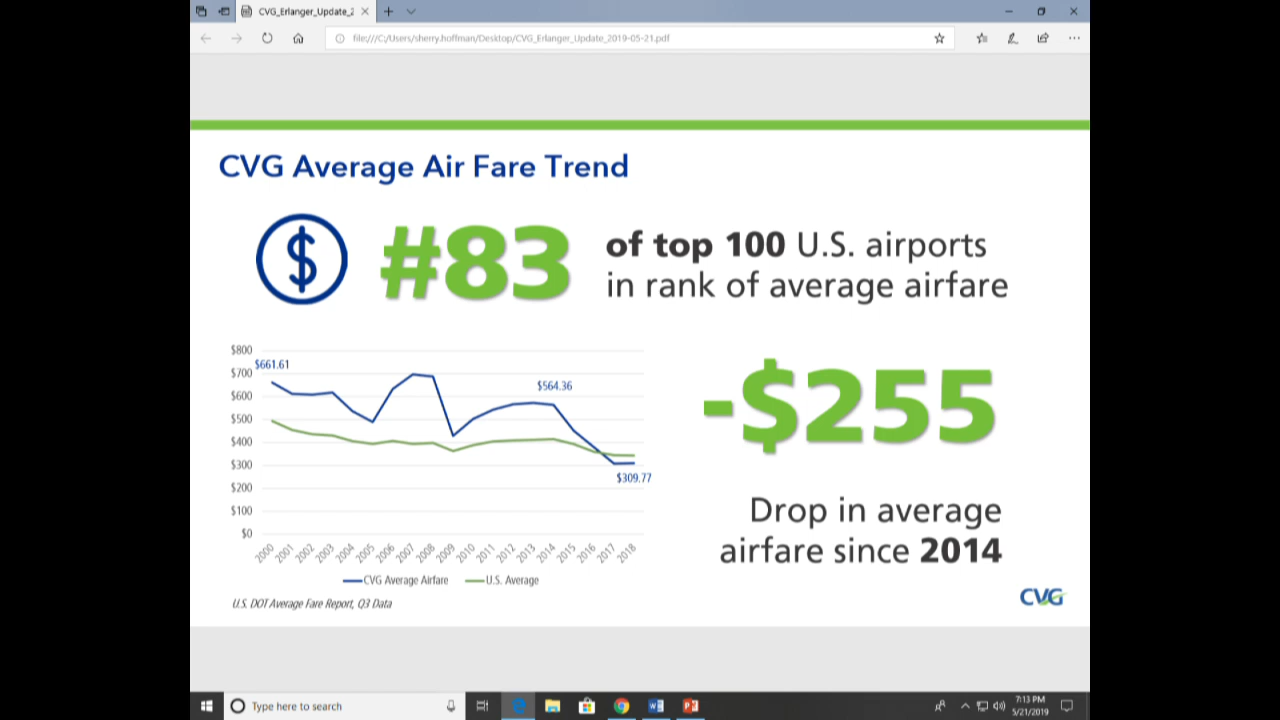 CVG_Erlanger_Update_2
file:///C:/Users/sherry.hoffman/Desktop/CVG_Erlanger_Update_2019-05-21.pdf
CVG Average Air Fare Trend
$
#83
of top 100 U.S. airports
in rank of average airfare
$800
$700
$600
$500
$400
$300
$200
$100
$0
$661.61
$564.36
$309.77
2000 2001 2002 2003 2004 2005 2006 2007 2008 2009 2010 2011 2012 2013 2014 2015 2016 2017 2018
CVG Average Airfare U.S. Average
U.S. DOT Average Fare Report, Q3 Data
-$255
Drop in average
airfare since 2014
CVG
Type here to search
7:13 PM
5/21/2019